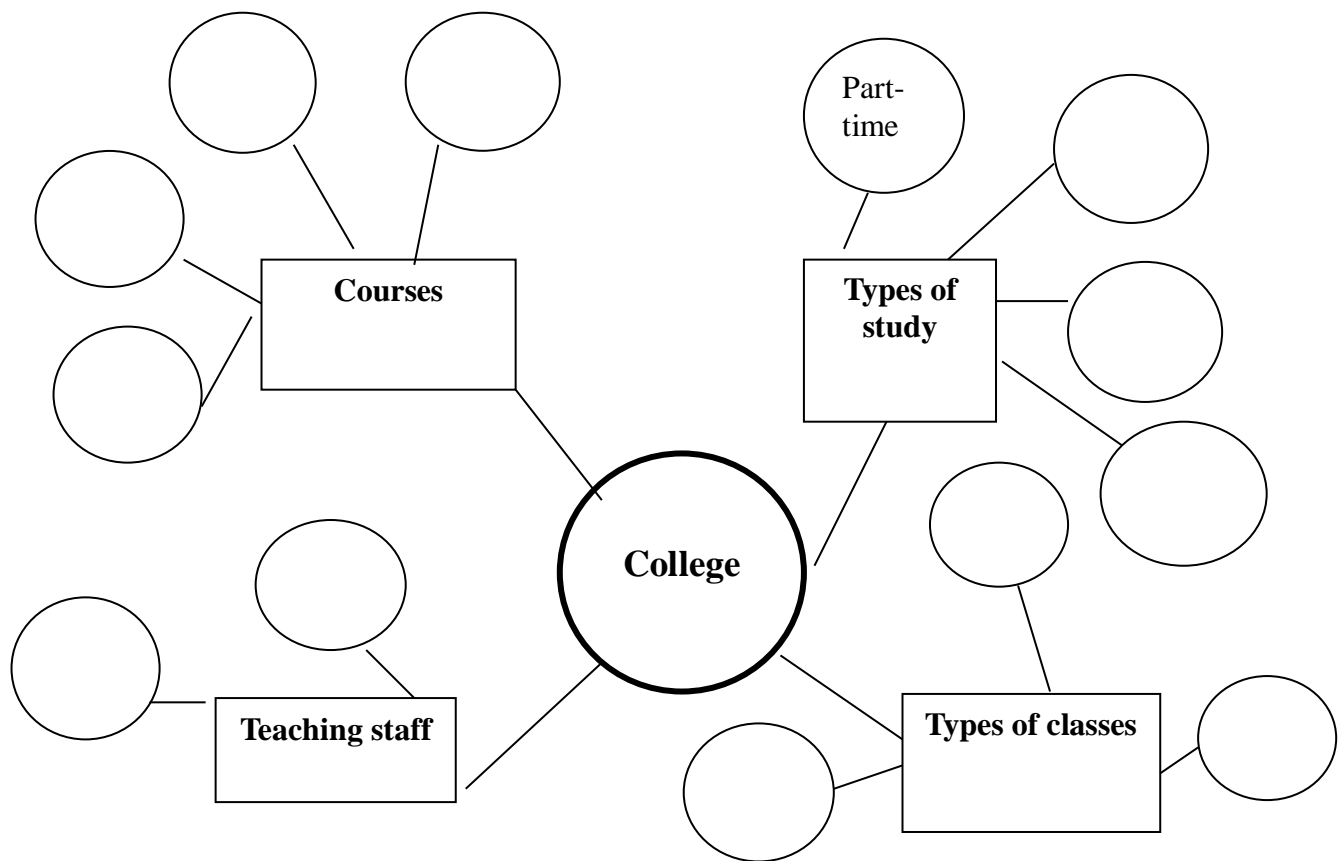 Part-
time
Courses
Types of
study
College
Teaching staff
Types of classes